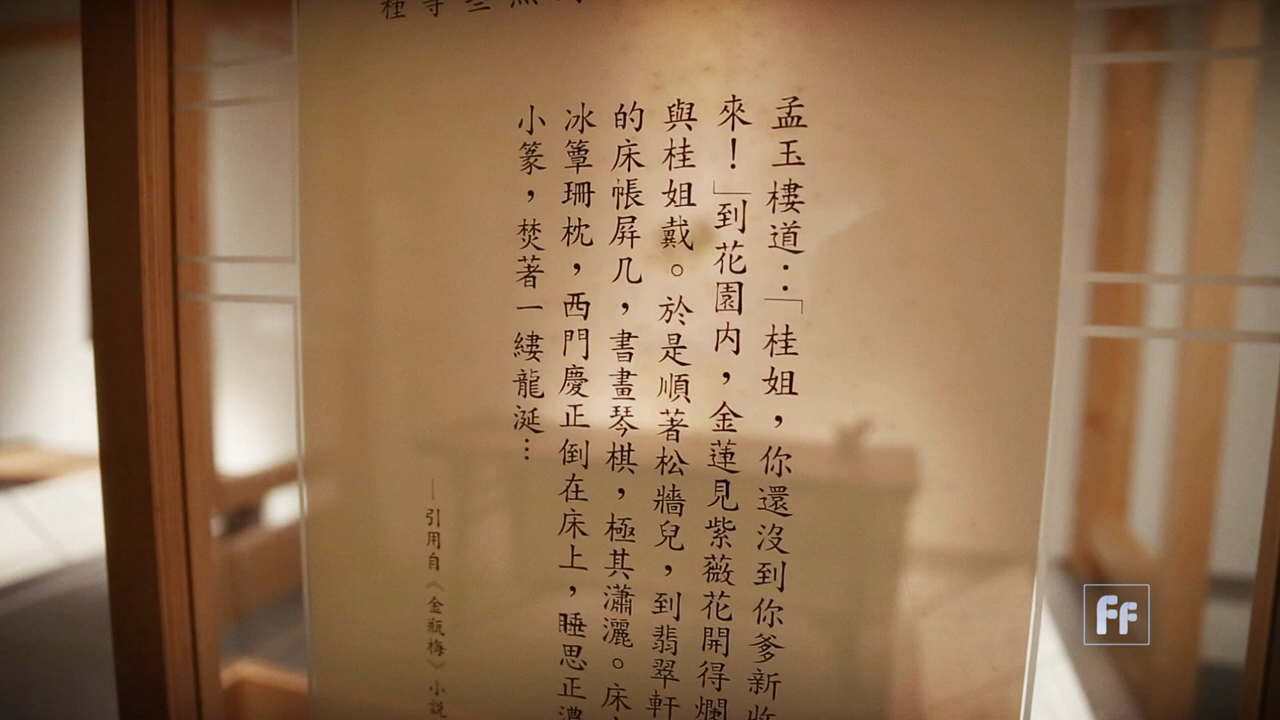 孟玉樓道：「桂姐，你還沒到你爹新
來！」到花園內，金蓮見紫薇花開得爛
與桂姐戴。於是順著松牆兒，到翡翠軒
的床帳屏几，書畫琴棋，極其瀟灑。床
冰簟珊枕，西門慶正倒在床上，睡思正濃
小篆，焚著一縷龍涎…
—引用自《金瓶梅》小說
Ff